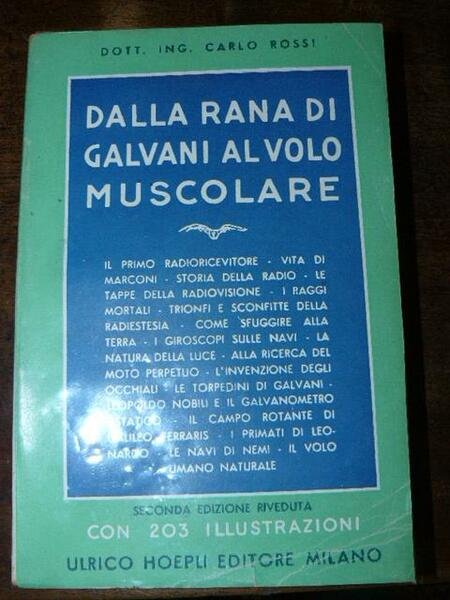 DOTT. ING. CARLO ROSSI
DALLA RANA DI
GALVANI AL VOLO
MUSCOLARE
IL PRIMO RADIORICEVITORE - VITA DI
MARCONI - STORIA DELLA RADIO - LE
TAPPE DELLA RADIOVISIONE - I RAGGI
MORTALI - TRIONFI E SCONFITTE DELLA
RADIESTESIA - COME SFUGGIRE ALLA
TERRA - I GIROSCOPI SULLE NAVI - LA
NATURA DELLA LUCE - ALLA RICERCA DEL
MOTO PERPETUO - L'INVENZIONE DEGLI
OCCHIALI - LE TORPEDINI DI GALVANI -
LEOPOLDO NOBILI E IL GALVANOMETRO
ASTATICO - IL CAMPO ROTANTE DI
GALILEO FERRARIS - I PRIMATI DI LEO-
NARDO - LE NAVI DI NEMI - IL VOLO
UMANO NATURALE
SECONDA EDIZIONE RIVEDUTA
CON 203 ILLUSTRAZIONI
ULRICO HOEPLI EDITORE MILANO